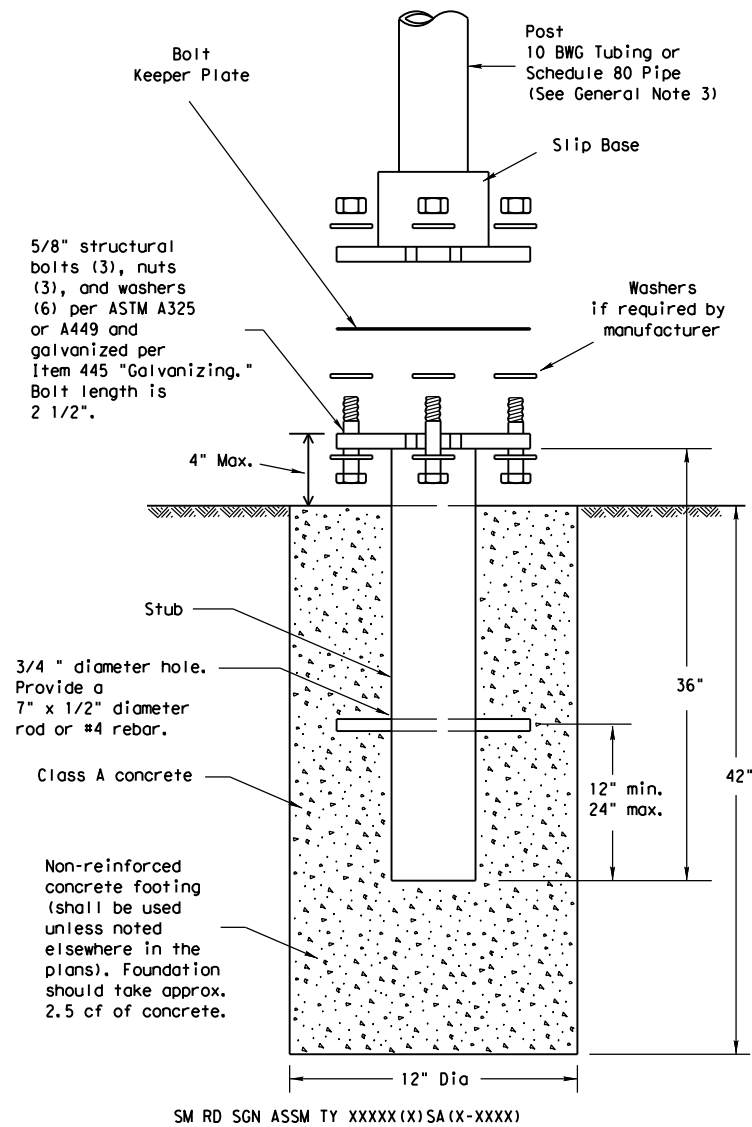 Bolt
Keeper Plate
Post
10 BWG Tubing or
Schedule 80 Pipe
(See General Note 3)
Slip Base
5/8" structural
bolts (3), nuts
(3), and washers
(6) per ASTM A325
or A449 and
galvanized per
Item 445 "Galvanizing."
Bolt length is
2 1/2".
Washers
if required by
manufacturer
4" Max.
Stub
3/4 " diameter hole.
Provide a
7" x 1/2" diameter
rod or #4 rebar.
36"
42"
12" min.
24" max.
Class A concrete
Non-reinforced
concrete footing
(shall be used
unless noted
elsewhere in the
plans). Foundation
should take approx.
2.5 cf of concrete.
12" Dia
SM RD SGN ASSM TY XXXXX(X)SA(X-XXXX)